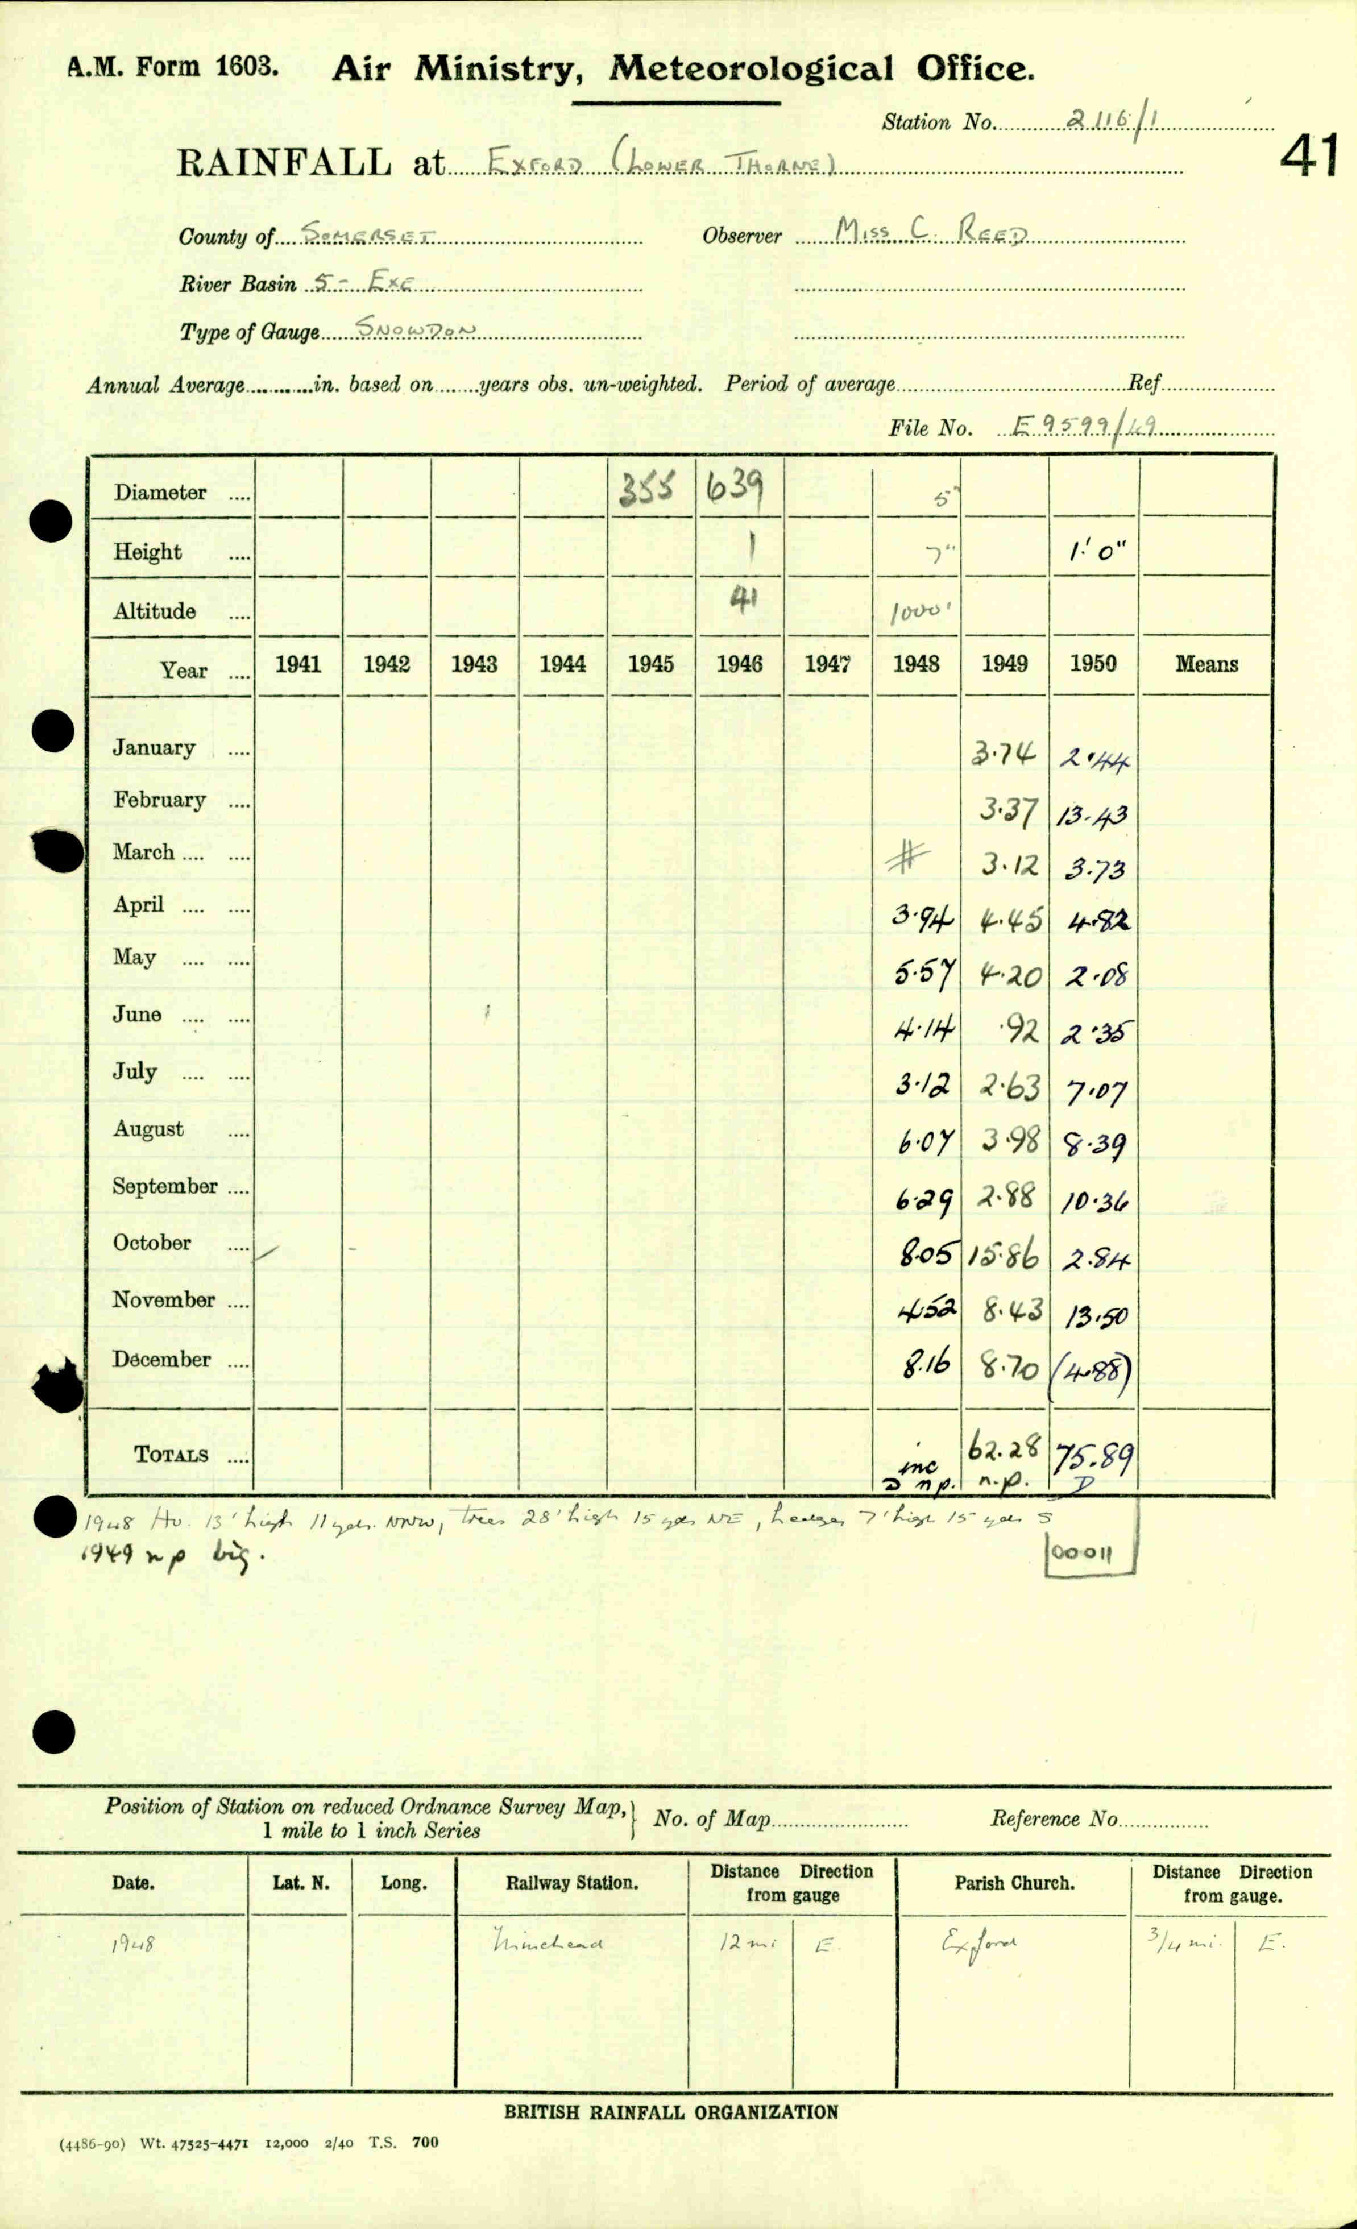 A.M. Form 1603. Air Ministry, Meteorological Office.
Station No. 2116/1
41
RAINFALL at EXFORD (LOWER THORNE)
County of SOMERSET Observer MISS C. REED
River Basin 5 - EXE
Type of Gauge SNOWDON
Annual Average............in. based on.......years obs. un-weighted. Period of average.......... Ref..........
File No. E9599/49
Diameter .... 355 639 5"
Height .... 1 7" 1' 0"
Altitude .... 41 1000'
Year .... 1941 1942 1943 1944 1945 1946 1947 1948 1949 1950 Means
January .... 3.74 2.44
February .... 3.37 13.43
March .... .... # 3.12 3.73
April .... .... 3.94 4.45 4.82
May .... .... 5.57 4.20 2.08
June .... .... 4.14 .92 2.35
July .... .... 3.12 2.63 7.07
August .... 6.07 3.98 8.39
September .... 6.29 2.88 10.36
October .... 8.05 15.86 2.84
November .... 4.52 8.43 13.50
December .... 8.16 8.70 (4.88)
TOTALS .... inc 62.28 75.89
D n.p. n.p. D
1948 Ho. 13' high 11 yds. NNW, trees 28' high 15 yds NE, hedges 7' high 15 yds S
1949 n p big.
00011
Position of Station on reduced Ordnance Survey Map, } No. of Map.......... Reference No..........
1 mile to 1 inch Series
Date. Lat. N. Long. Railway Station. Distance Direction Parish Church. Distance Direction
from gauge from gauge.
1948 Minehead 12 mi E. Exford 3/4 mi. E.
BRITISH RAINFALL ORGANIZATION
(4486-90) Wt. 47525-4471 12,000 2/40 T.S. 700